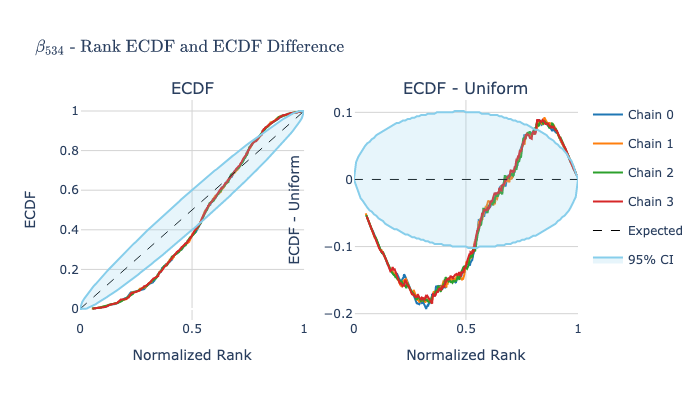 β534 - Rank ECDF and ECDF Difference
ECDF
ECDF - Uniform
ECDF
1
0.8
0.6
0.4
0.2
0
0
0.5
1
Normalized Rank
ECDF - Uniform
0.1
0
−0.1
−0.2
0
0.5
1
Normalized Rank
Chain 0
Chain 1
Chain 2
Chain 3
Expected
95% CI